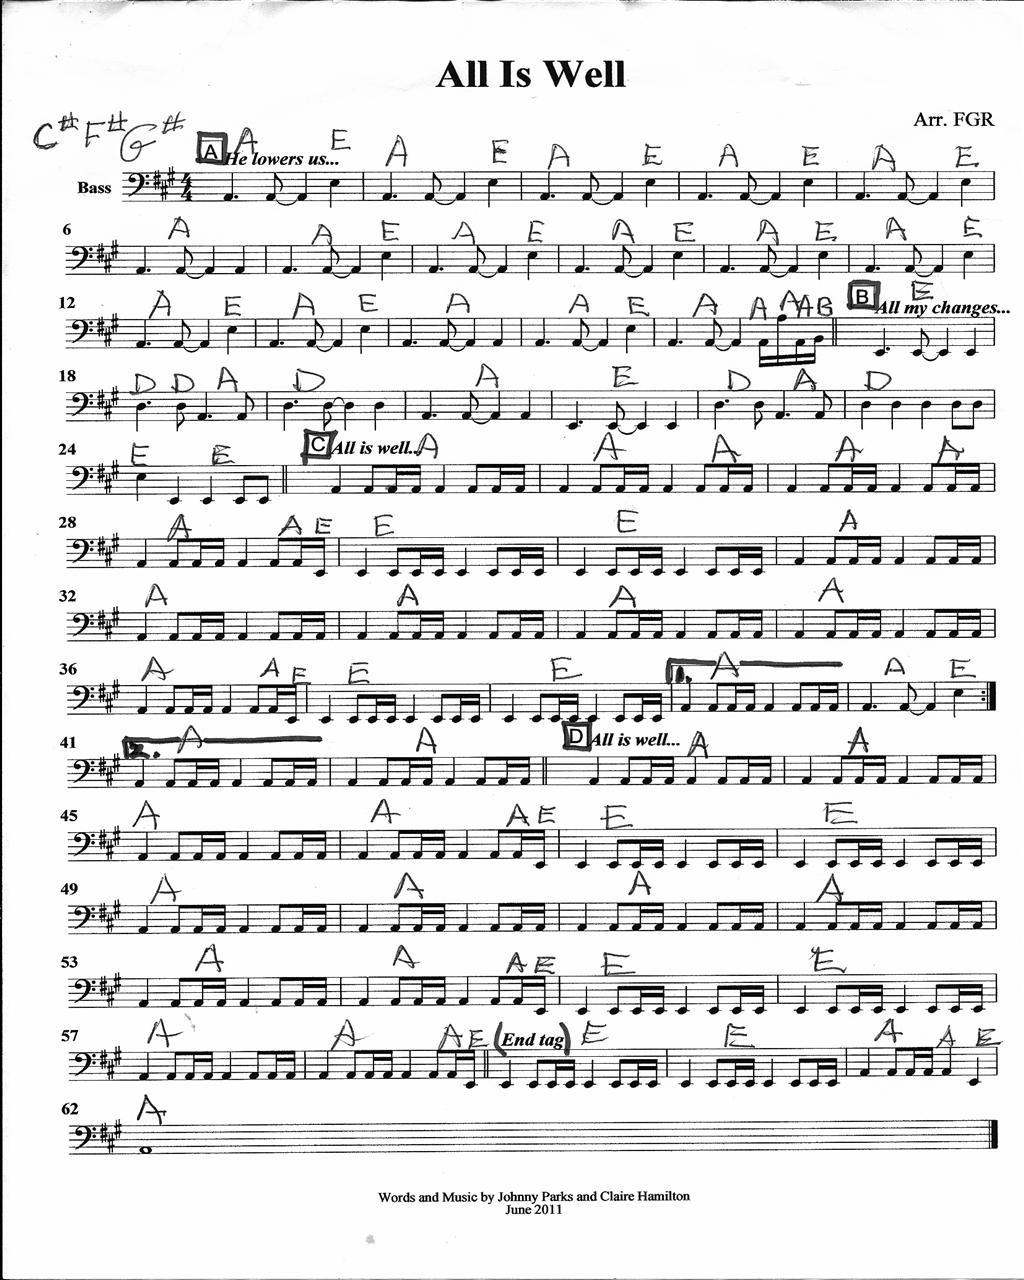 All Is Well
Arr. FGR
C# F# G#
A A E A E A E A E A E
He lowers us...
Bass
4 4
6
A A E A E A E A E A E
12
A E A E A A E A A A A B B E
All my changes...
18
D D A D A E D A D
24
E E C All is well... A A A A A
28
A A E E E A
32
A A A A
36
A A E E E 1. A A E
41
2. A A D All is well... A A
45
A A A E E E
49
A A A A
53
A A A E E E
57
A A A E (End tag) E E A A E
62
A
Words and Music by Johnny Parks and Claire Hamilton
June 2011